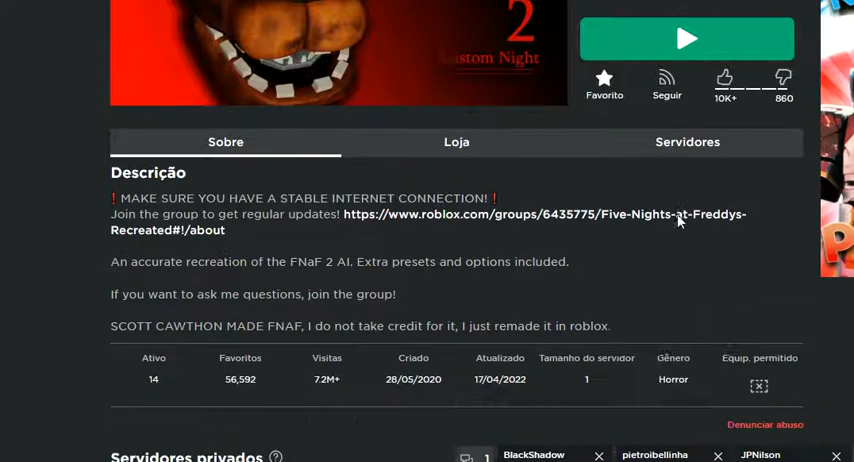 2
Custom Night
Favorito Seguir 10K+ 860
Sobre Loja Servidores
Descrição
❗MAKE SURE YOU HAVE A STABLE INTERNET CONNECTION!❗
Join the group to get regular updates! https://www.roblox.com/groups/6435775/Five-Nights-at-Freddys-
Recreated#!/about
An accurate recreation of the FNaF 2 AI. Extra presets and options included.
If you want to ask me questions, join the group!
SCOTT CAWTHON MADE FNAF, I do not take credit for it, I just remade it in roblox.
Ativo Favoritos Visitas Criado Atualizado Tamanho do servidor Gênero Equip. permitido
14 56,592 7.2M+ 28/05/2020 17/04/2022 1 Horror
Denunciar abuso
Servidores privados
1 BlackShadow pietroibellinha JPNilson